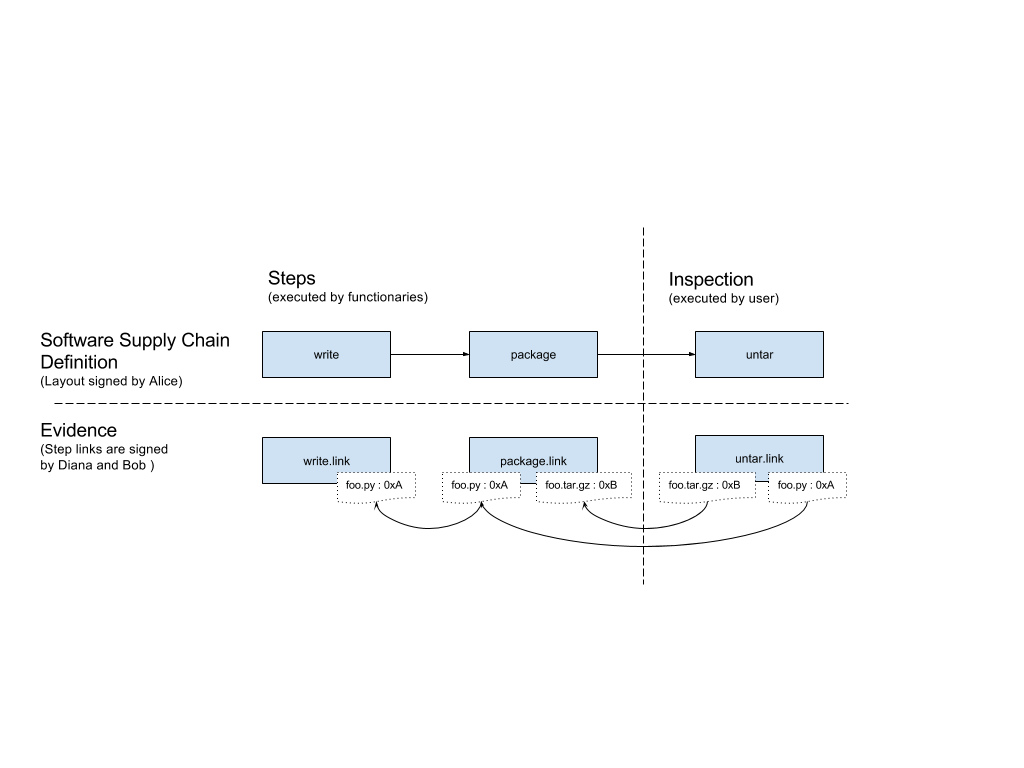 Steps
(executed by functionaries)
Inspection
(executed by user)
Software Supply Chain
Definition
(Layout signed by Alice)
write
package
untar
Evidence
(Step links are signed
by Diana and Bob )
write.link
package.link
untar.link
foo.py : 0xA
foo.py : 0xA
foo.tar.gz : 0xB
foo.tar.gz : 0xB
foo.py : 0xA